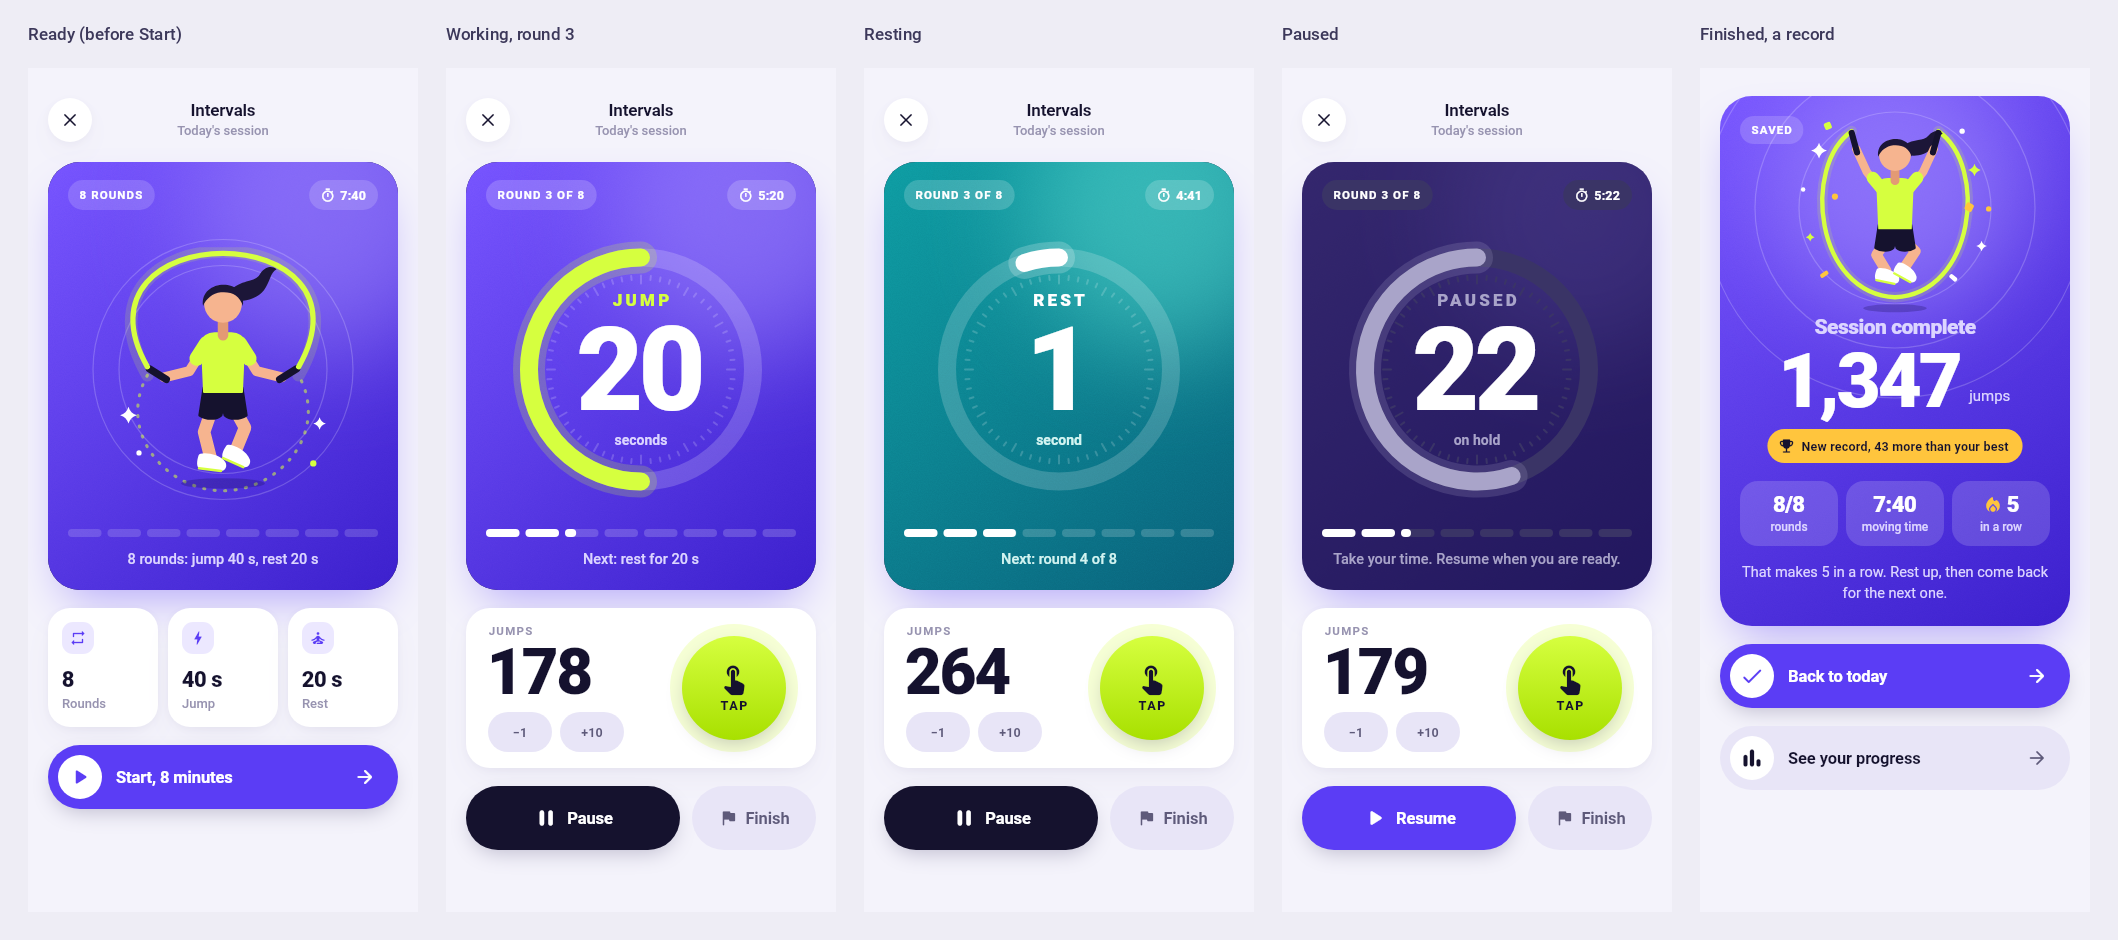 Ready (before Start)
Intervals
Today's session
8 ROUNDS
7:40
8 rounds: jump 40 s, rest 20 s
8
Rounds
40 s
Jump
20 s
Rest
Start, 8 minutes
Working, round 3
Intervals
Today's session
ROUND 3 OF 8
5:20
JUMP
20
seconds
Next: rest for 20 s
JUMPS
178
−1
+10
TAP
Pause
Finish
Resting
Intervals
Today's session
ROUND 3 OF 8
4:41
REST
1
second
Next: round 4 of 8
JUMPS
264
−1
+10
TAP
Pause
Finish
Paused
Intervals
Today's session
ROUND 3 OF 8
5:22
PAUSED
22
on hold
Take your time. Resume when you are ready.
JUMPS
179
−1
+10
TAP
Resume
Finish
Finished, a record
SAVED
Session complete
1,347 jumps
New record, 43 more than your best
8/8
rounds
7:40
moving time
5
in a row
That makes 5 in a row. Rest up, then come back
for the next one.
Back to today
See your progress